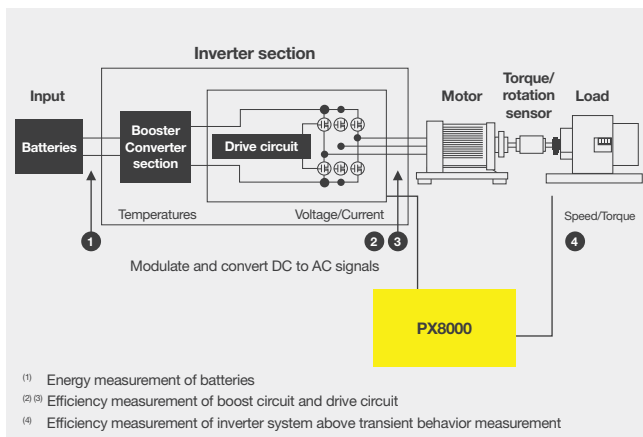 Inverter section
Input
Motor
Torque/
rotation
sensor
Load
Batteries
Booster
Converter
section
Drive circuit
Temperatures
Voltage/Current
Speed/Torque
1
2
3
4
Modulate and convert DC to AC signals
PX8000
(1) Energy measurement of batteries
(2) (3) Efficiency measurement of boost circuit and drive circuit
(4) Efficiency measurement of inverter system above transient behavior measurement